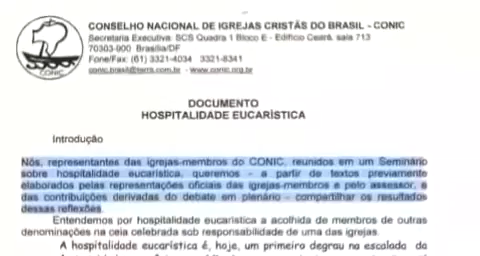 CONIC
CONSELHO NACIONAL DE IGREJAS CRISTÃS DO BRASIL - CONIC
Secretaria Executiva: SCS Quadra 1 Bloco E - Edifício Ceará, sala 713
70303-900 Brasília/DF
Fone/Fax: (61) 3321-4034 3321-8341
conic.brasil@terra.com.br - www.conic.org.br
DOCUMENTO
HOSPITALIDADE EUCARÍSTICA
Introdução
Nós, representantes das igrejas-membros do CONIC, reunidos em um Seminário
sobre hospitalidade eucarística, queremos - a partir de textos previamente
elaborados pelas representações oficiais das igrejas-membros e pelo assessor, e
das contribuições derivadas do debate em plenário - compartilhar os resultados
dessas reflexões.
Entendemos por hospitalidade eucarística a acolhida de membros de outras
denominações na ceia celebrada sob responsabilidade de uma das igrejas.
A hospitalidade eucarística é, hoje, um primeiro degrau na escalada da